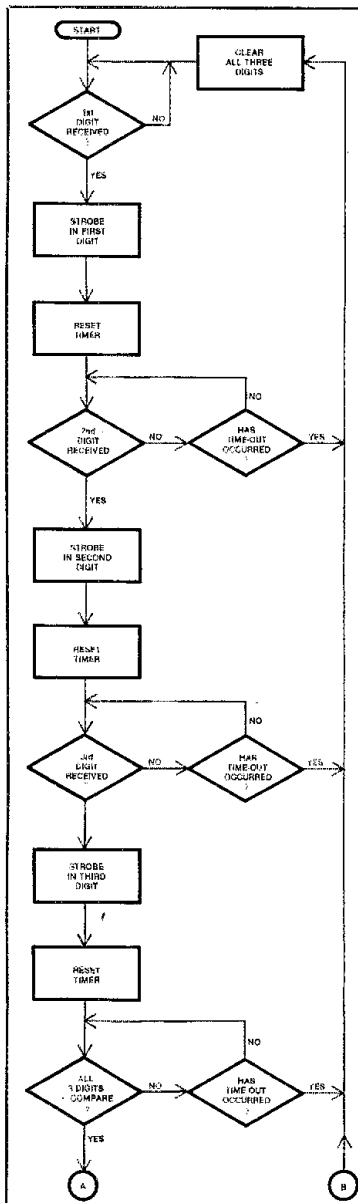 START
CLEAR
ALL THREE
DIGITS
1st
DIGIT
RECEIVED
?
NO
YES
STROBE
IN FIRST
DIGIT
RESET
TIMER
NO
2nd
DIGIT
RECEIVED
NO
HAS
TIME-OUT
OCCURRED
?
YES
YES
STROBE
IN SECOND
DIGIT
RESET
TIMER
NO
3rd
DIGIT
RECEIVED
NO
HAS
TIME-OUT
OCCURRED
?
YES
YES
STROBE
IN THIRD
DIGIT
RESET
TIMER
NO
ALL
3 DIGITS
COMPARE
?
NO
HAS
TIME-OUT
OCCURRED
?
YES
YES
A
B